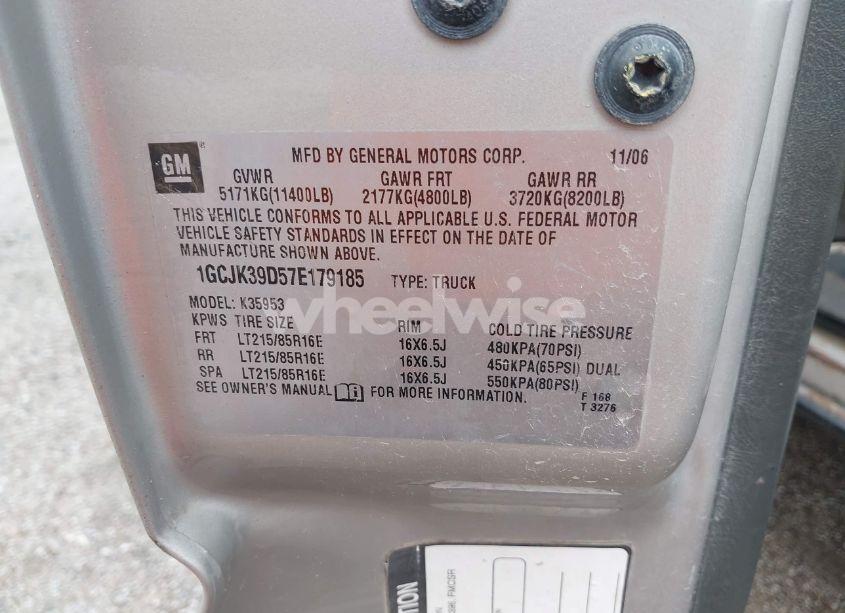 GM
MFD BY GENERAL MOTORS CORP. 11/06
GVWR GAWR FRT GAWR RR
5171KG(11400LB) 2177KG(4800LB) 3720KG(8200LB)
THIS VEHICLE CONFORMS TO ALL APPLICABLE U.S. FEDERAL MOTOR
VEHICLE SAFETY STANDARDS IN EFFECT ON THE DATE OF
MANUFACTURE SHOWN ABOVE.
1GCJK39D57E179185 TYPE: TRUCK
wheelwise
MODEL: K35953
KPWS TIRE SIZE RIM COLD TIRE PRESSURE
FRT LT215/85R16E 16X6.5J 480KPA(70PSI)
RR LT215/85R16E 16X6.5J 450KPA(65PSI) DUAL
SPA LT215/85R16E 16X6.5J 550KPA(80PSI)
SEE OWNER'S MANUAL FOR MORE INFORMATION.
F 168
T 3276
FMCSR